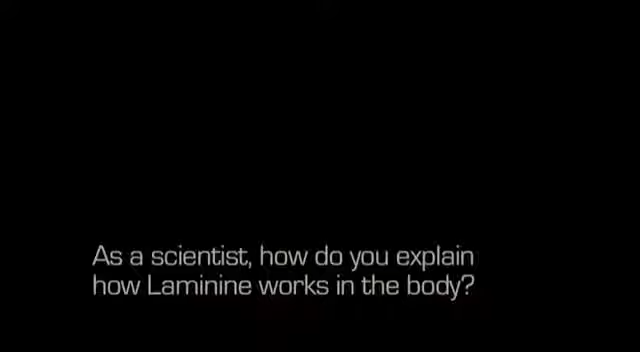 As a scientist, how do you explain
how Laminine works in the body?